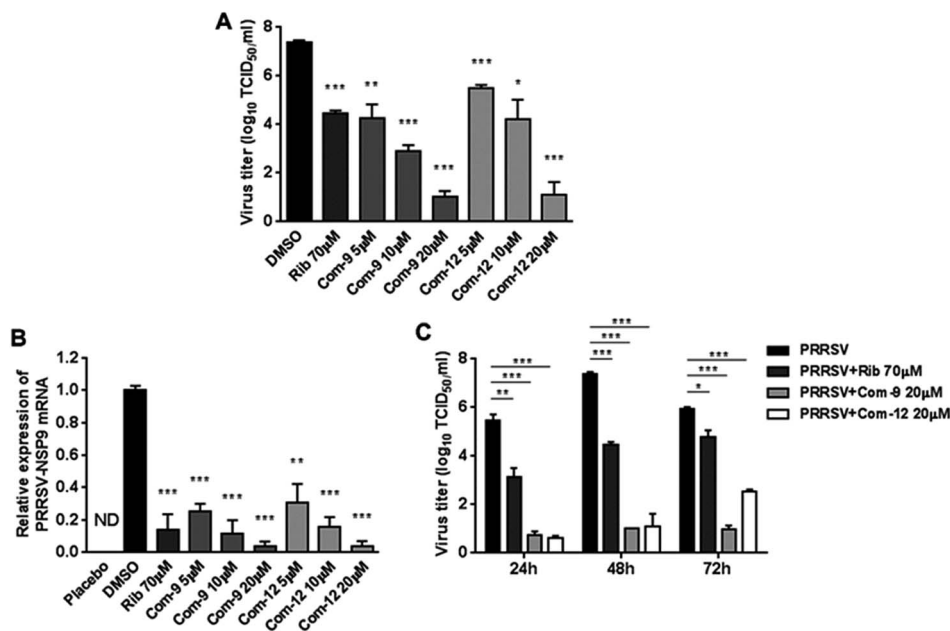 A
Virus titer (log10 TCID50/ml)
8
6
4
2
0
***
**
***
***
***
*
***
DMSO
Rib 70µM
Com-9 5µM
Com-9 10µM
Com-9 20µM
Com-12 5µM
Com-12 10µM
Com-12 20µM
B
Relative expression of
PRRSV-NSP9 mRNA
1.2
1.0
0.8
0.6
0.4
0.2
0.0
ND
***
***
***
***
**
***
***
Placebo
DMSO
Rib 70µM
Com-9 5µM
Com-9 10µM
Com-9 20µM
Com-12 5µM
Com-12 10µM
Com-12 20µM
C
Virus titer (log10 TCID50/ml)
8
6
4
2
0
***
***
**
***
***
***
***
***
*
24h
48h
72h
PRRSV
PRRSV+Rib 70µM
PRRSV+Com-9 20µM
PRRSV+Com-12 20µM